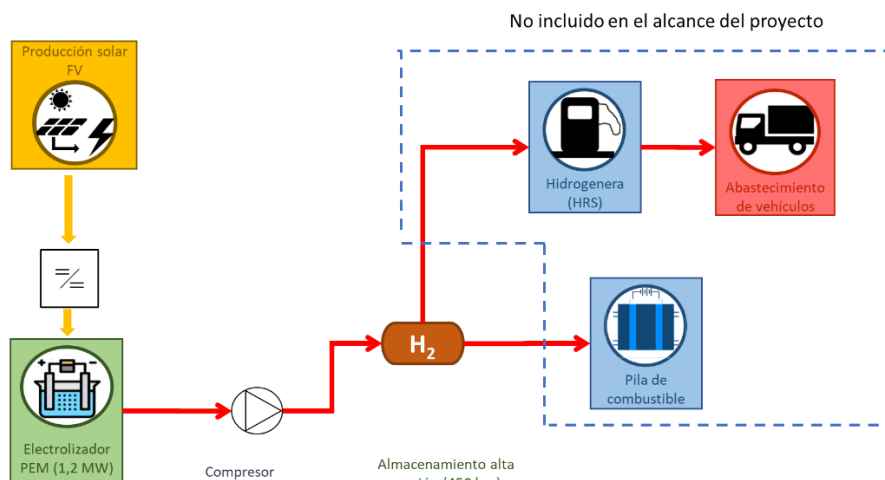 No incluido en el alcance del proyecto
Producción solar
FV
Hidrogenera
(HRS)
Abastecimiento
de vehículos
H2
Pila de
combustible
Electrolizador
PEM (1,2 MW)
Compresor
Almacenamiento alta